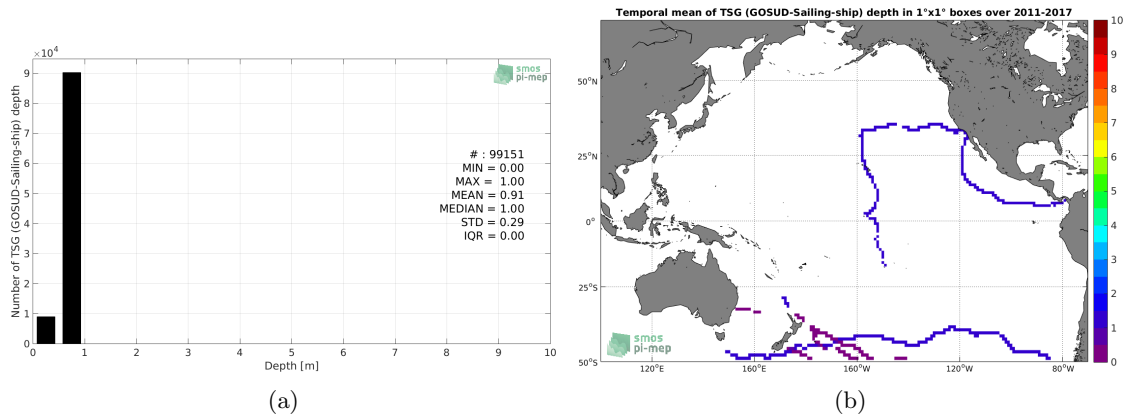 ×10⁴
Number of TSG (GOSUD-Sailing-ship) depth
9
8
7
6
5
4
3
2
1
0
0 1 2 3 4 5 6 7 8 9 10
Depth [m]
smos
pi-mep
# : 99151
MIN = 0.00
MAX = 1.00
MEAN = 0.91
MEDIAN = 1.00
STD = 0.29
IQR = 0.00
(a)
Temporal mean of TSG (GOSUD-Sailing-ship) depth in 1°x1° boxes over 2011-2017
50°N
25°N
0°
25°S
50°S
120°E 160°E 160°W 120°W 80°W
smos
pi-mep
10
9
8
7
6
5
4
3
2
1
0
(b)